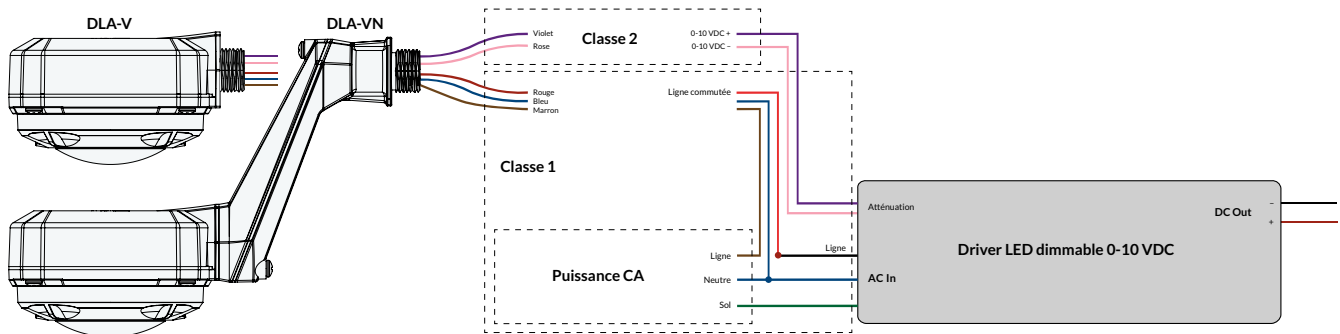 DLA-V
DLA-VN
Violet
Rose
Classe 2
0-10 VDC +
0-10 VDC –
Rouge
Bleu
Marron
Ligne commutée
Classe 1
Puissance CA
Ligne
Neutre
Sol
Atténuation
Ligne
AC In
Driver LED dimmable 0-10 VDC
DC Out
–
+